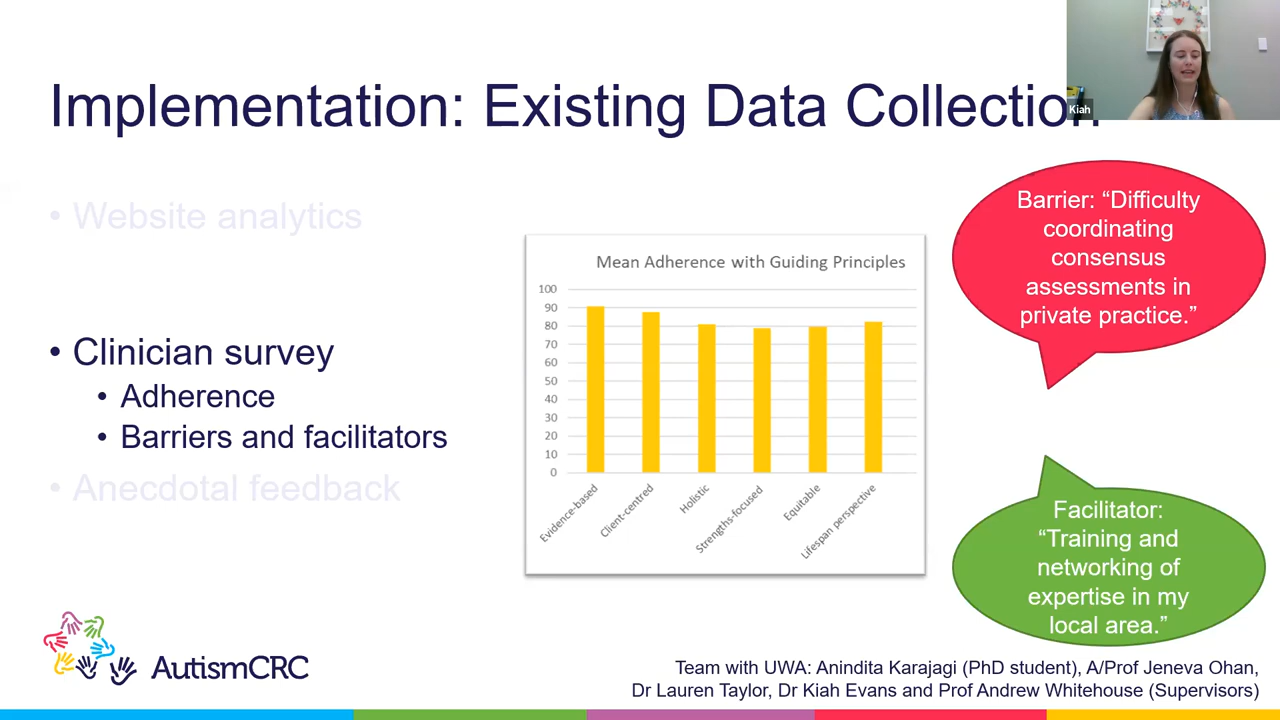 Implementation: Existing Data Collection
Kiah
• Website analytics
• Clinician survey
• Adherence
• Barriers and facilitators
• Anecdotal feedback
Mean Adherence with Guiding Principles
100
90
80
70
60
50
40
30
20
10
0
Evidence-based
Client-centred
Holistic
Strengths-focused
Equitable
Lifespan perspective
Barrier: “Difficulty
coordinating
consensus
assessments in
private practice.”
Facilitator:
“Training and
networking of
expertise in my
local area.”
AutismCRC
Team with UWA: Anindita Karajagi (PhD student), A/Prof Jeneva Ohan,
Dr Lauren Taylor, Dr Kiah Evans and Prof Andrew Whitehouse (Supervisors)